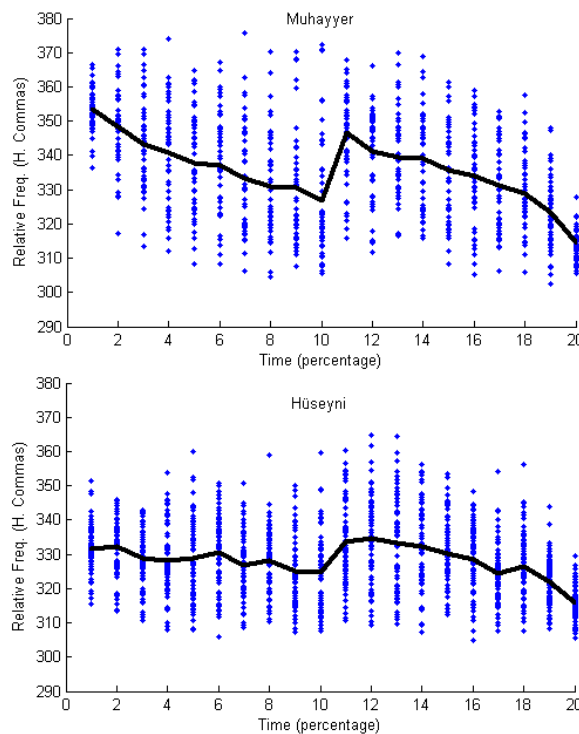 Muhayyer
380
370
360
350
340
330
320
310
300
290
Relative Freq. (H. Commas)
0 2 4 6 8 10 12 14 16 18 20
Time (percentage)
Hüseyni
380
370
360
350
340
330
320
310
300
290
Relative Freq. (H. Commas)
0 2 4 6 8 10 12 14 16 18 20
Time (percentage)